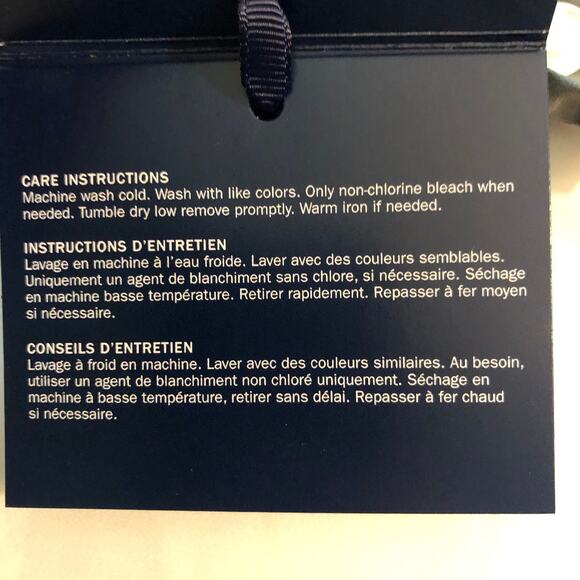 CARE INSTRUCTIONS
Machine wash cold. Wash with like colors. Only non-chlorine bleach when
needed. Tumble dry low remove promptly. Warm iron if needed.
INSTRUCTIONS D'ENTRETIEN
Lavage en machine à l'eau froide. Laver avec des couleurs semblables.
Uniquement un agent de blanchiment sans chlore, si nécessaire. Séchage
en machine basse température. Retirer rapidement. Repasser à fer moyen
si nécessaire.
CONSEILS D'ENTRETIEN
Lavage à froid en machine. Laver avec des couleurs similaires. Au besoin,
utiliser un agent de blanchiment non chloré uniquement. Séchage en
machine à basse température, retirer sans délai. Repasser à fer chaud
si nécessaire.